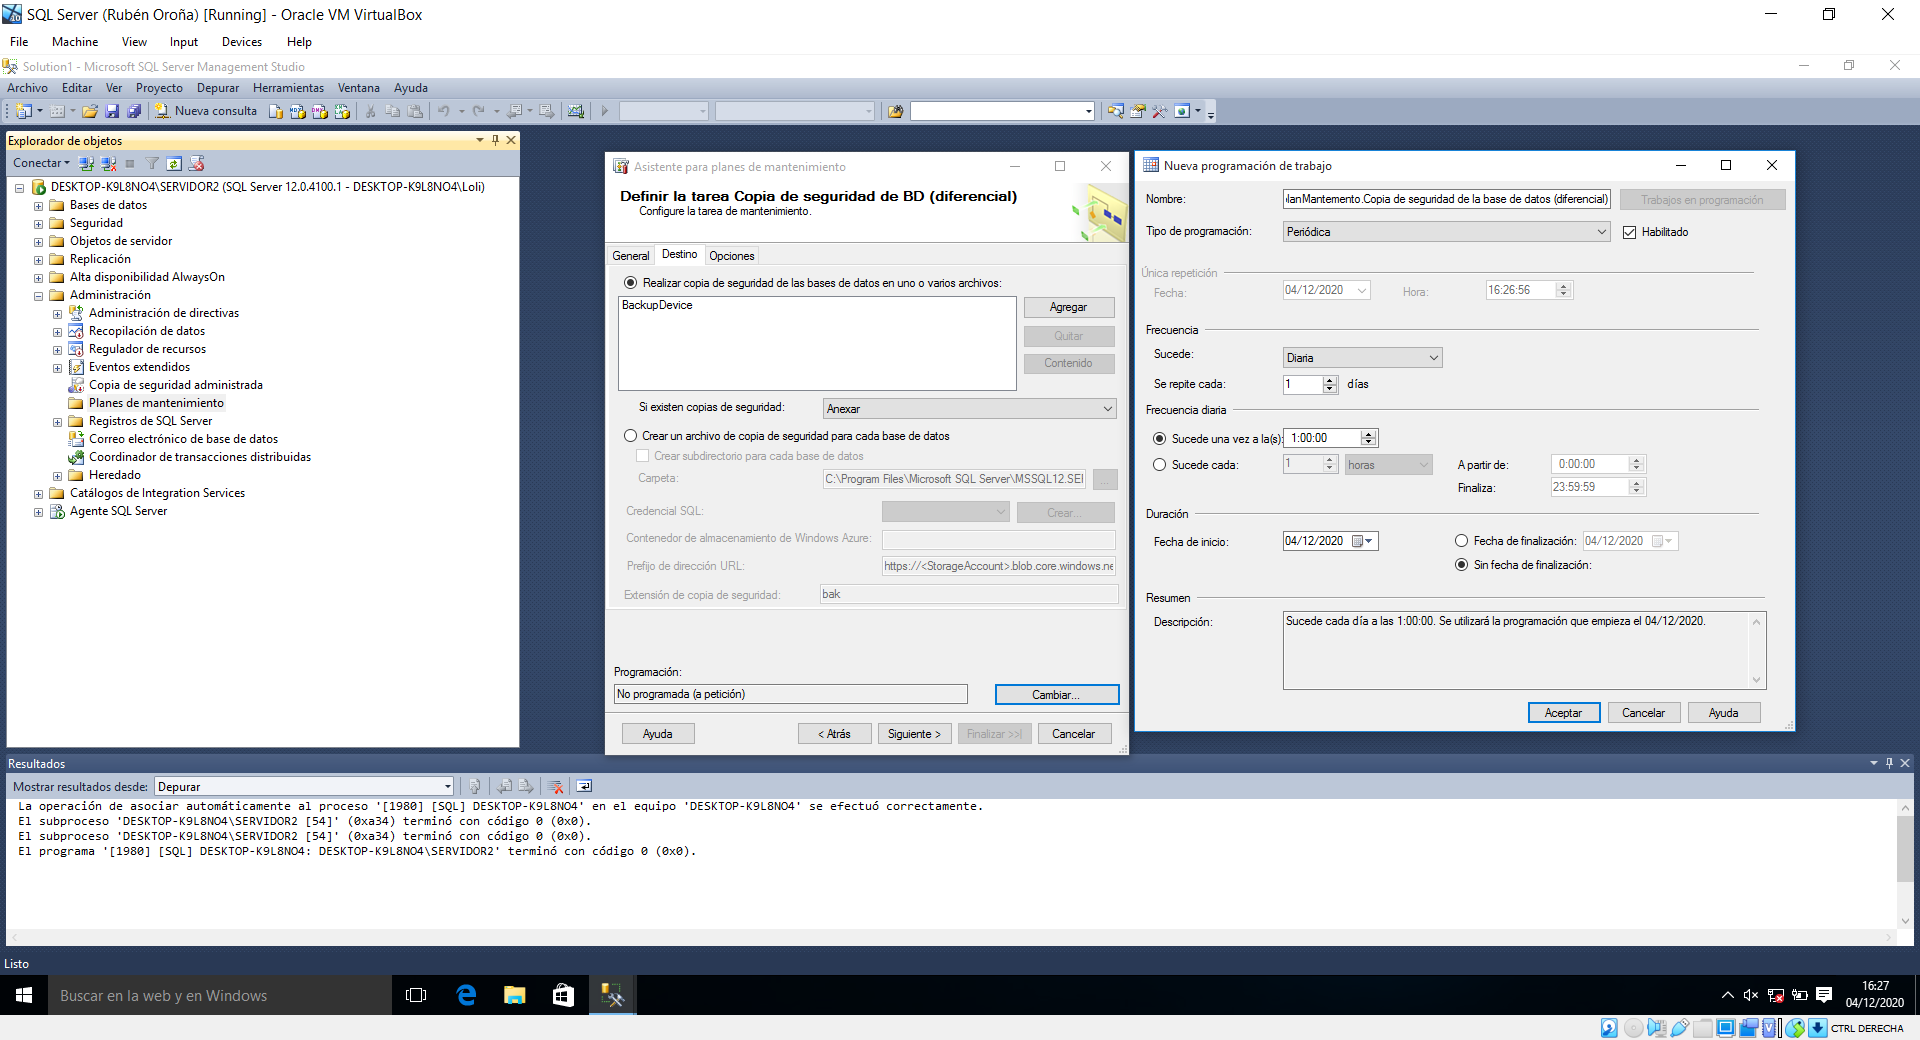 SQL Server (Rubén Oroña) [Running] - Oracle VM VirtualBox
File Machine View Input Devices Help
Solution1 - Microsoft SQL Server Management Studio
Archivo Editar Ver Proyecto Depurar Herramientas Ventana Ayuda
Nueva consulta
Explorador de objetos
Conectar
DESKTOP-K9L8NO4\SERVIDOR2 (SQL Server 12.0.4100.1 - DESKTOP-K9L8NO4\Loli)
Bases de datos
Seguridad
Objetos de servidor
Replicación
Alta disponibilidad AlwaysOn
Administración
Administración de directivas
Recopilación de datos
Regulador de recursos
Eventos extendidos
Copia de seguridad administrada
Planes de mantenimiento
Registros de SQL Server
Correo electrónico de base de datos
Coordinador de transacciones distribuidas
Heredado
Catálogos de Integration Services
Agente SQL Server
Asistente para planes de mantenimiento
Definir la tarea Copia de seguridad de BD (diferencial)
Configure la tarea de mantenimiento.
General Destino Opciones
Realizar copia de seguridad de las bases de datos en uno o varios archivos:
BackupDevice
Agregar
Quitar
Contenido
Si existen copias de seguridad: Anexar
Crear un archivo de copia de seguridad para cada base de datos
Crear subdirectorio para cada base de datos
Carpeta: C:\Program Files\Microsoft SQL Server\MSSQL12.SEI ...
Credencial SQL: Crear...
Contenedor de almacenamiento de Windows Azure:
Prefijo de dirección URL: https://<StorageAccount>.blob.core.windows.ne
Extensión de copia de seguridad: bak
Programación:
No programada (a petición) Cambiar...
Ayuda < Atrás Siguiente > Finalizar >>| Cancelar
Nueva programación de trabajo
Nombre: lanMantemento.Copia de seguridad de la base de datos (diferencial) Trabajos en programación
Tipo de programación: Periódica Habilitado
Única repetición
Fecha: 04/12/2020 Hora: 16:26:56
Frecuencia
Sucede: Diaria
Se repite cada: 1 días
Frecuencia diaria
Sucede una vez a la(s): 1:00:00
Sucede cada: 1 horas A partir de: 0:00:00
Finaliza: 23:59:59
Duración
Fecha de inicio: 04/12/2020 Fecha de finalización: 04/12/2020
Sin fecha de finalización:
Resumen
Descripción: Sucede cada día a las 1:00:00. Se utilizará la programación que empieza el 04/12/2020.
Aceptar Cancelar Ayuda
Resultados
Mostrar resultados desde: Depurar
La operación de asociar automáticamente al proceso '[1980] [SQL] DESKTOP-K9L8NO4' en el equipo 'DESKTOP-K9L8NO4' se efectuó correctamente.
El subproceso 'DESKTOP-K9L8NO4\SERVIDOR2 [54]' (0xa34) terminó con código 0 (0x0).
El subproceso 'DESKTOP-K9L8NO4\SERVIDOR2 [54]' (0xa34) terminó con código 0 (0x0).
El programa '[1980] [SQL] DESKTOP-K9L8NO4: DESKTOP-K9L8NO4\SERVIDOR2' terminó con código 0 (0x0).
Listo
Buscar en la web y en Windows
16:27
04/12/2020
CTRL DERECHA